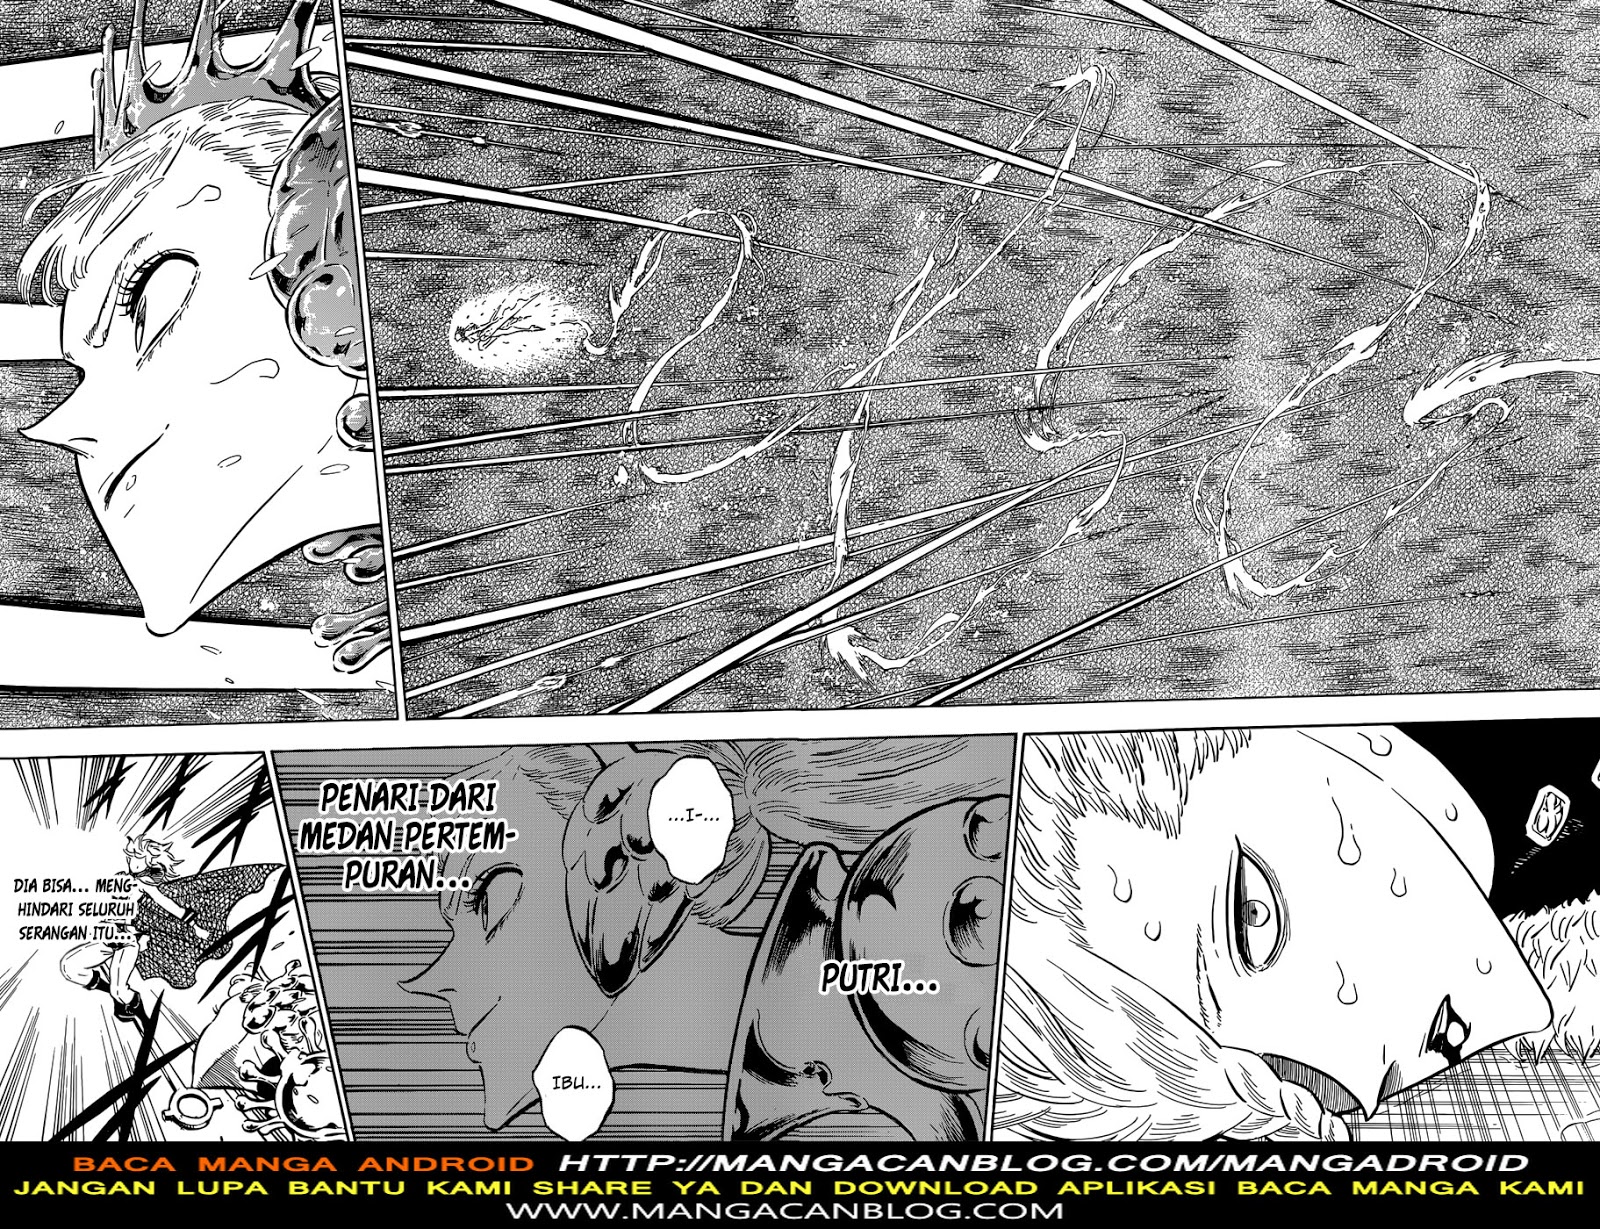 PUTRI...
...I-...
PENARI DARI
MEDAN PERTEM-
PURAN...
IBU...
DIA BISA... MENG-
HINDARI SELURUH
SERANGAN ITU...
BACA MANGA ANDROID HTTP://MANGACANBLOG.COM/MANGADROID
JANGAN LUPA BANTU KAMI SHARE YA DAN DOWNLOAD APLIKASI BACA MANGA KAMI
WWW.MANGACANBLOG.COM